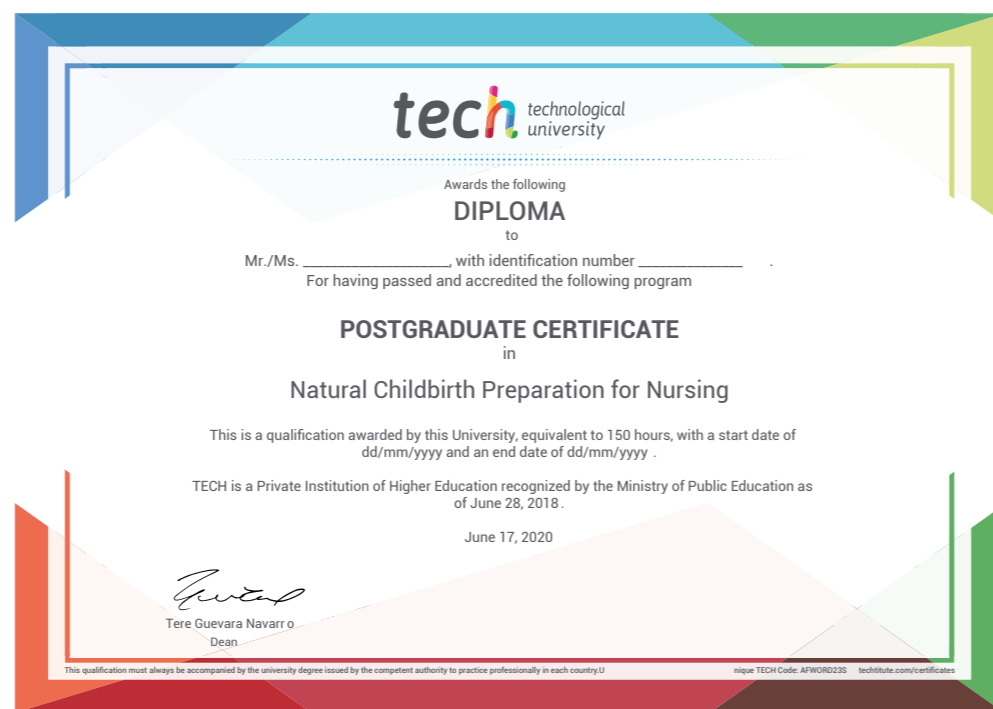 tech technological
university
Awards the following
DIPLOMA
to
Mr./Ms. ____________________, with identification number ______________ .
For having passed and accredited the following program
POSTGRADUATE CERTIFICATE
in
Natural Childbirth Preparation for Nursing
This is a qualification awarded by this University, equivalent to 150 hours, with a start date of
dd/mm/yyyy and an end date of dd/mm/yyyy .
TECH is a Private Institution of Higher Education recognized by the Ministry of Public Education as
of June 28, 2018 .
June 17, 2020
Tere Guevara Navarr o
Dean
This qualification must always be accompanied by the university degree issued by the competent authority to practice professionally in each country.U nique TECH Code: AFWORD23S techtitute.com/certificates